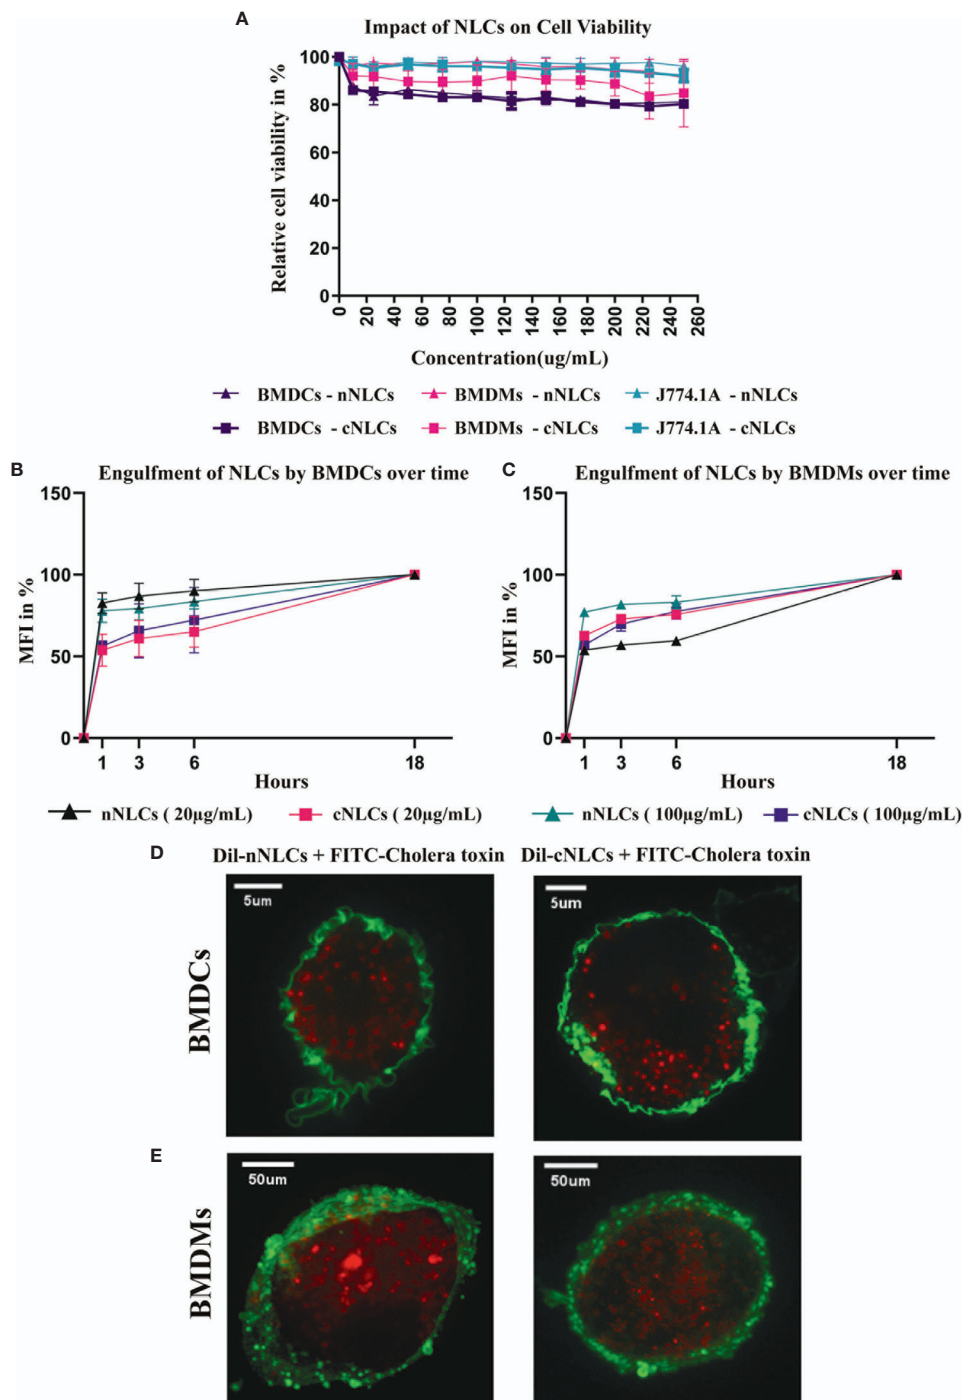 A
Impact of NLCs on Cell Viability
Relative cell viability in %
100
80
60
40
20
0
0 20 40 60 80 100 120 140 160 180 200 220 240 260
Concentration(ug/mL)
BMDCs - nNLCs BMDMs - nNLCs J774.1A - nNLCs
BMDCs - cNLCs BMDMs - cNLCs J774.1A - cNLCs
B
Engulfment of NLCs by BMDCs over time
MFI in %
150
100
50
0
1 3 6 18
Hours
C
Engulfment of NLCs by BMDMs over time
MFI in %
150
100
50
0
1 3 6 18
Hours
nNLCs ( 20µg/mL) cNLCs ( 20µg/mL) nNLCs ( 100µg/mL) cNLCs ( 100µg/mL)
D
Dil-nNLCs + FITC-Cholera toxin Dil-cNLCs + FITC-Cholera toxin
BMDCs
5um 5um
E
BMDMs
50um 50um